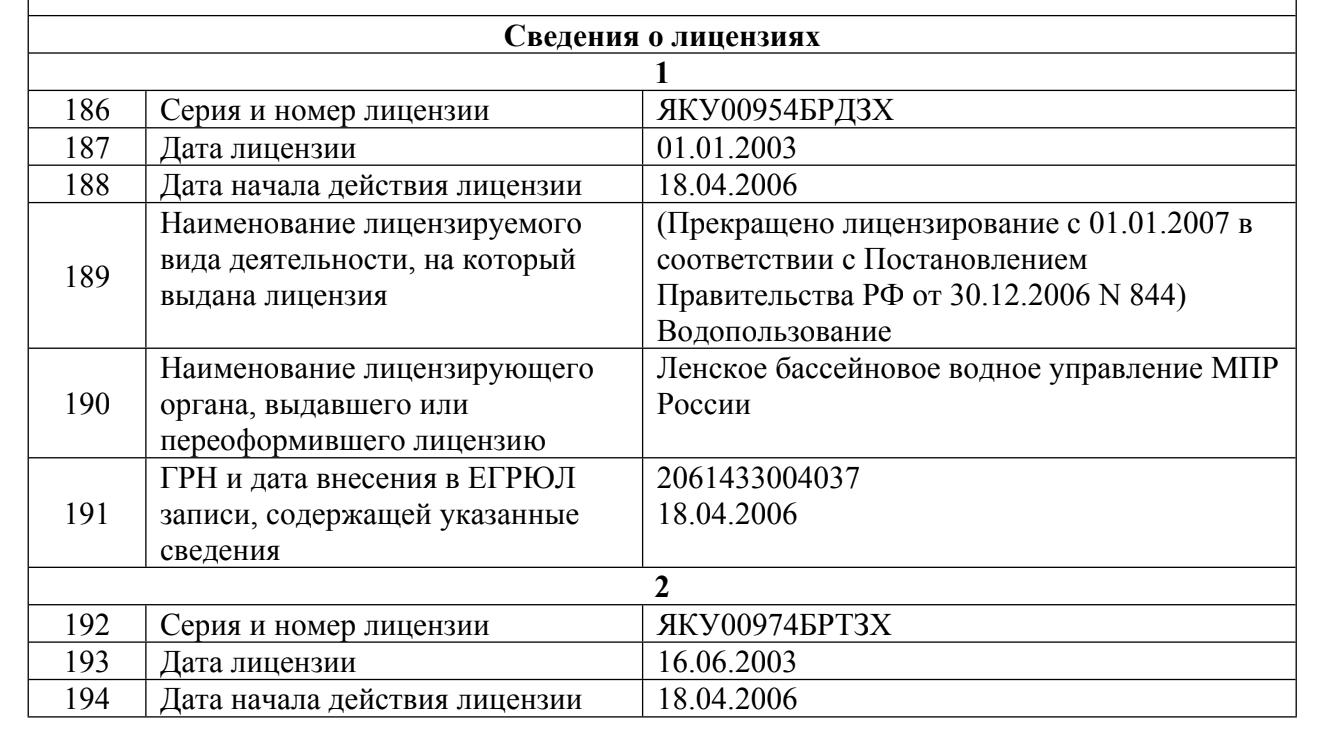 Сведения о лицензиях
1
186 Серия и номер лицензии ЯКУ00954БРДЗХ
187 Дата лицензии 01.01.2003
188 Дата начала действия лицензии 18.04.2006
189 Наименование лицензируемого вида деятельности, на который выдана лицензия
(Прекращено лицензирование с 01.01.2007 в
соответствии с Постановлением
Правительства РФ от 30.12.2006 N 844)
Водопользование
190 Наименование лицензирующего органа, выдавшего или переоформившего лицензию
Ленское бассейновое водное управление МПР
России
191 ГРН и дата внесения в ЕГРЮЛ записи, содержащей указанные сведения
2061433004037
18.04.2006
2
192 Серия и номер лицензии ЯКУ00974БРТЗХ
193 Дата лицензии 16.06.2003
194 Дата начала действия лицензии 18.04.2006